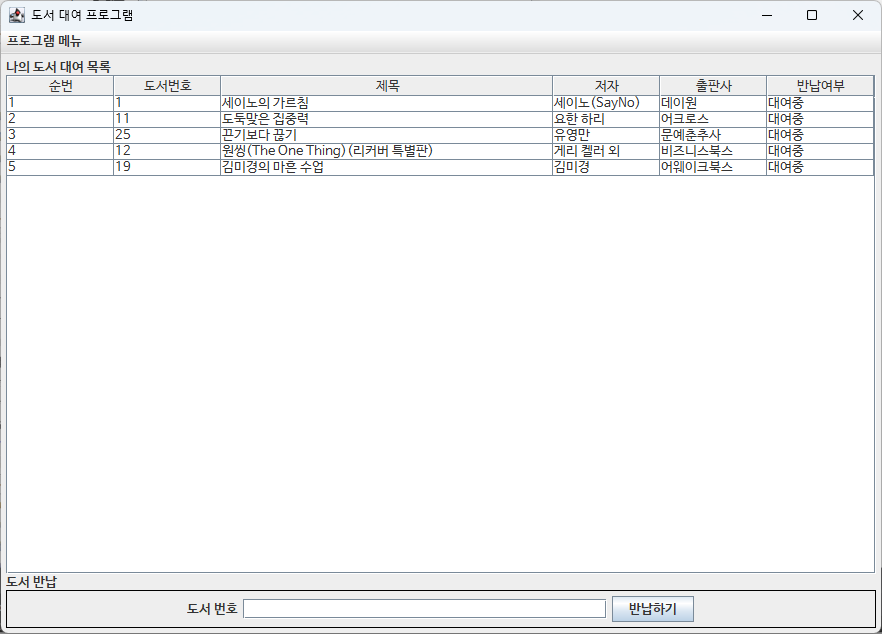 도서 대여 프로그램
프로그램 메뉴
나의 도서 대여 목록
순번 도서번호 제목 저자 출판사 반납여부
1 1 세이노의 가르침 세이노(SayNo) 데이원 대여중
2 11 도둑맞은 집중력 요한 하리 어크로스 대여중
3 25 끈기보다 끊기 유영만 문예춘추사 대여중
4 12 원씽(The One Thing)(리커버 특별판) 게리 켈러 외 비즈니스북스 대여중
5 19 김미경의 마흔 수업 김미경 어웨이크북스 대여중
도서 반납
도서 번호 반납하기